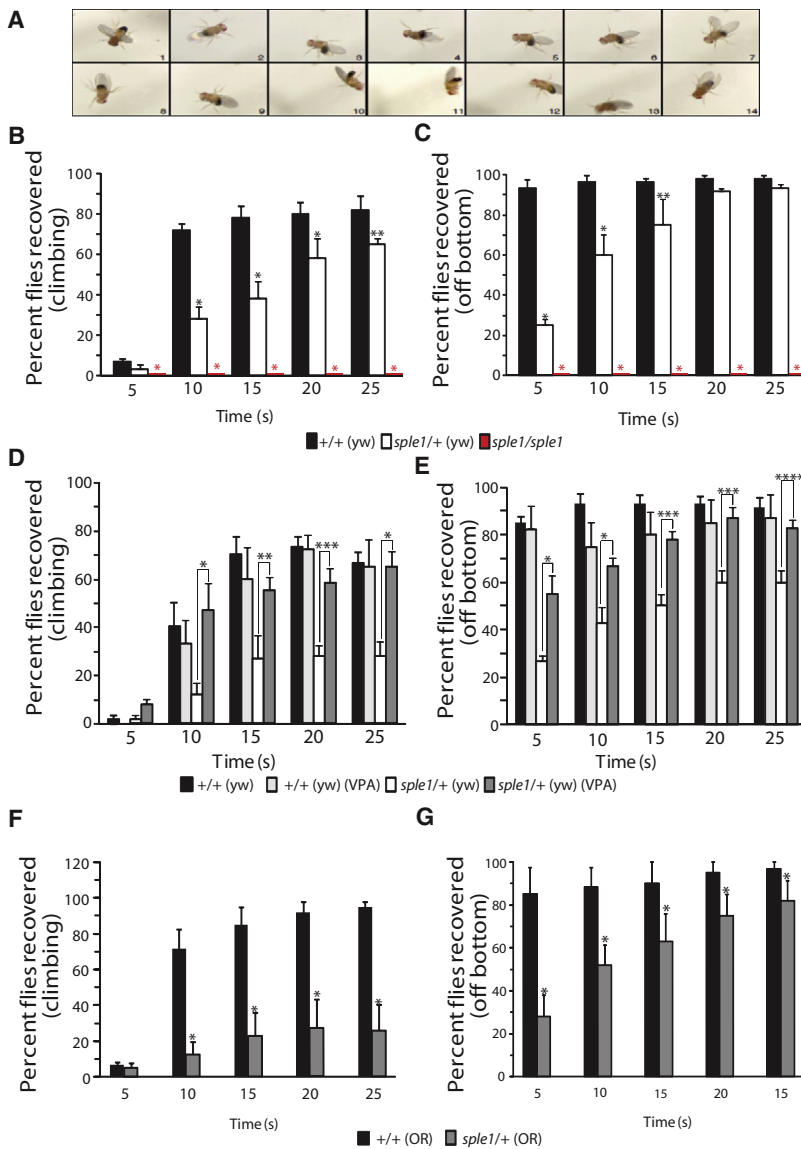 A
1 2 3 4 5 6 7
8 9 10 11 12 13 14
B
Percent flies recovered
(climbing)
100
80
60
40
20
0
* * * **
* * * * *
5 10 15 20 25
Time (s)
C
Percent flies recovered
(off bottom)
100
80
60
40
20
0
* * **
* * * * *
5 10 15 20 25
Time (s)
+/+ (yw) sple1/+ (yw) sple1/sple1
D
Percent flies recovered
(climbing)
100
80
60
40
20
0
* ** *** *
5 10 15 20 25
Time (s)
E
Percent flies recovered
(off bottom)
100
80
60
40
20
0
* * *** *** ****
5 10 15 20 25
Time (s)
+/+ (yw) +/+ (yw) (VPA) sple1/+ (yw) sple1/+ (yw) (VPA)
F
Percent flies recovered
(climbing)
120
100
80
60
40
20
0
* * * *
5 10 15 20 25
Time (s)
G
Percent flies recovered
(off bottom)
100
80
60
40
20
0
* * * * *
5 10 15 20 15
Time (s)
+/+ (OR) sple1/+ (OR)